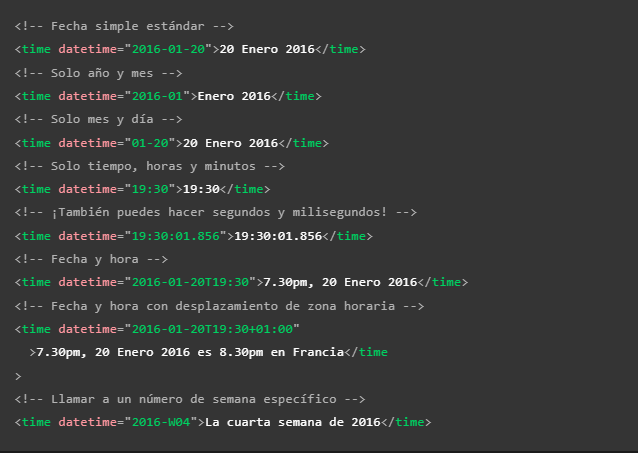 <!-- Fecha simple estándar -->
<time datetime="2016-01-20">20 Enero 2016</time>
<!-- Solo año y mes -->
<time datetime="2016-01">Enero 2016</time>
<!-- Solo mes y día -->
<time datetime="01-20">20 Enero 2016</time>
<!-- Solo tiempo, horas y minutos -->
<time datetime="19:30">19:30</time>
<!-- ¡También puedes hacer segundos y milisegundos! -->
<time datetime="19:30:01.856">19:30:01.856</time>
<!-- Fecha y hora -->
<time datetime="2016-01-20T19:30">7.30pm, 20 Enero 2016</time>
<!-- Fecha y hora con desplazamiento de zona horaria -->
<time datetime="2016-01-20T19:30+01:00"
  >7.30pm, 20 Enero 2016 es 8.30pm en Francia</time
>
<!-- Llamar a un número de semana específico -->
<time datetime="2016-W04">La cuarta semana de 2016</time>